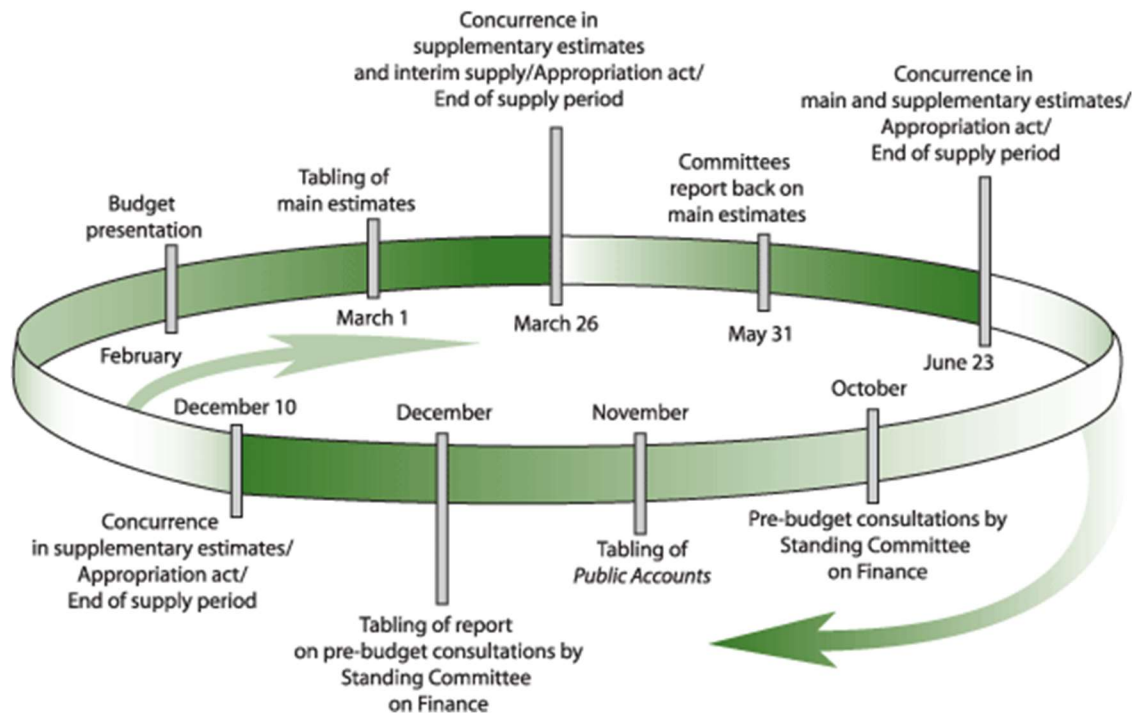 Concurrence in
supplementary estimates
and interim supply/Appropriation act/
End of supply period
Concurrence in
main and supplementary estimates/
Appropriation act/
End of supply period
Committees
report back on
main estimates
Tabling of
main estimates
Budget
presentation
February
March 1
March 26
May 31
June 23
December 10
December
November
October
Concurrence
in supplementary estimates/
Appropriation act/
End of supply period
Tabling of report
on pre-budget consultations by
Standing Committee
on Finance
Tabling of
Public Accounts
Pre-budget consultations by
Standing Committee
on Finance